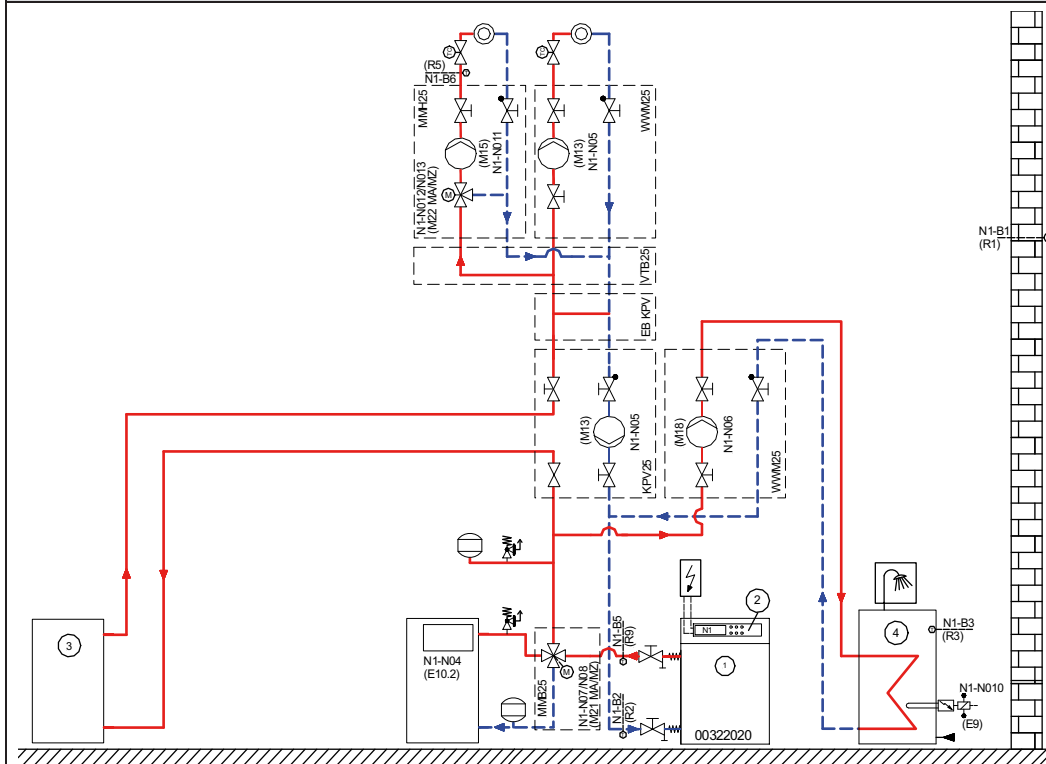 TC
TC
(R5)
N1-B6
MMH25
(M15)
N1-N011
N1-N012/N013
(M22 MA/MZ)
M
WWM25
(M13)
N1-N05
VTB25
EB KPV
N1-B1
(R1)
(M13)
N1-N05
KPV25
(M18)
N1-N06
WWM25
3
N1-N04
(E10.2)
MMB25
M
N1-N07/N08
(M21 MA/MZ)
N1-B5
(R9)
N1-B2
(R2)
N1
2
1
00322020
4
N1-B3
(R3)
N1-N010
(E9)